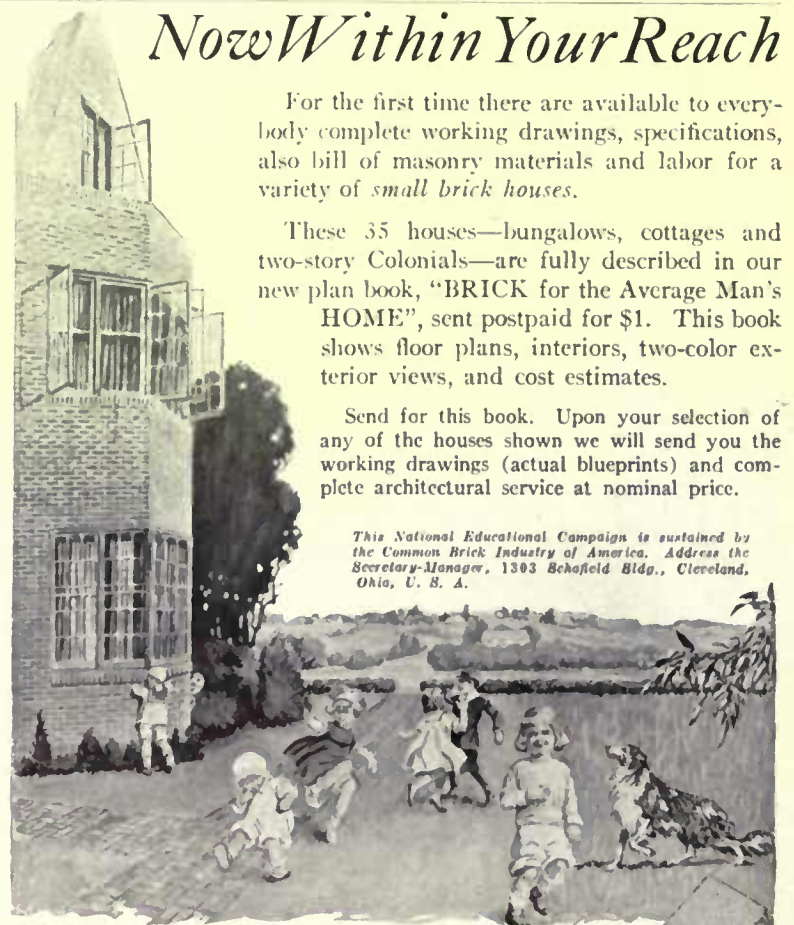 Now Within Your Reach
For the first time there are available to every-
body complete working drawings, specifications,
also bill of masonry materials and labor for a
variety of small brick houses.
These 35 houses—bungalows, cottages and
two-story Colonials—are fully described in our
new plan book, “BRICK for the Average Man's
HOME”, sent postpaid for $1. This book
shows floor plans, interiors, two-color ex-
terior views, and cost estimates.
Send for this book. Upon your selection of
any of the houses shown we will send you the
working drawings (actual blueprints) and com-
plete architectural service at nominal price.
This National Educational Campaign is sustained by
the Common Brick Industry of America. Address the
Secretary-Manager, 1303 Schofield Bldg., Cleveland,
Ohio, U. S. A.